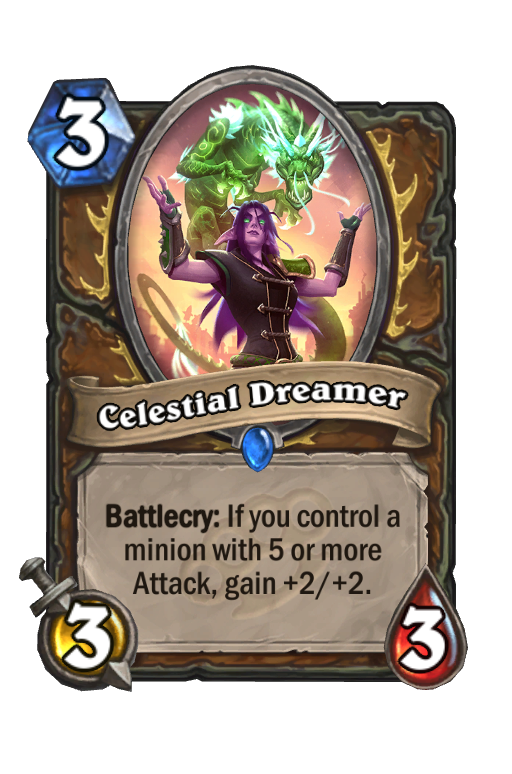 3
Celestial Dreamer
Battlecry: If you control a
minion with 5 or more
Attack, gain +2/+2.
3
3